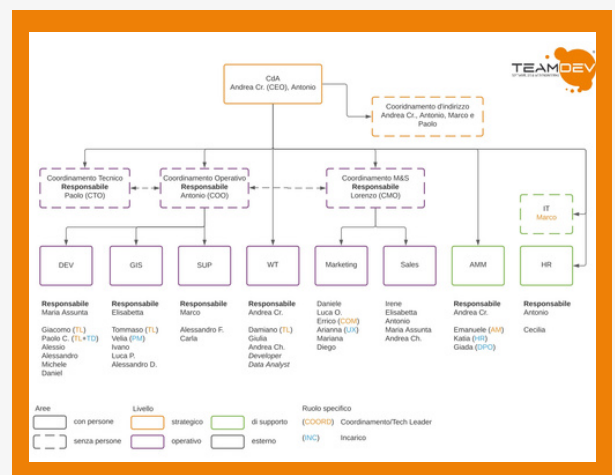 TEAMDEV
CdA
Andrea Cr. (CEO), Antonio
Cooridnamento d'indirizzo
Andrea Cr., Antonio, Marco e
Paolo
Coordinamento Tecnico
Responsabile
Paolo (CTO)
Coordinamento Operativo
Responsabile
Antonio (COO)
Coordinamento M&S
Responsabile
Lorenzo (CMO)
IT
Marco
DEV
GIS
SUP
WT
Marketing
Sales
AMM
HR
Responsabile
Maria Assunta
Giacomo (TL)
Paolo C. (TL+TD)
Alessio
Alessandro
Michele
Daniel
Responsabile
Elisabetta
Tommaso (TL)
Velia (PM)
Ivano
Luca P.
Alessandro D.
Responsabile
Marco
Alessandro F.
Carla
Responsabile
Andrea Cr.
Damiano (TL)
Giulia
Andrea Ch.
Developer
Data Analyst
Daniele
Luca O.
Errico (COM)
Arianna (UX)
Mariana
Diego
Irene
Elisabetta
Antonio
Maria Assunta
Andrea Ch.
Responsabile
Andrea Cr.
Emanuele (AM)
Katia (HR)
Giada (DPO)
Responsabile
Antonio
Cecilia
Aree
con persone
senza persone
Livello
strategico
operativo
di supporto
esterno
Ruolo specifico
(COORD) Coordinamento/Tech Leader
(INC) Incarico